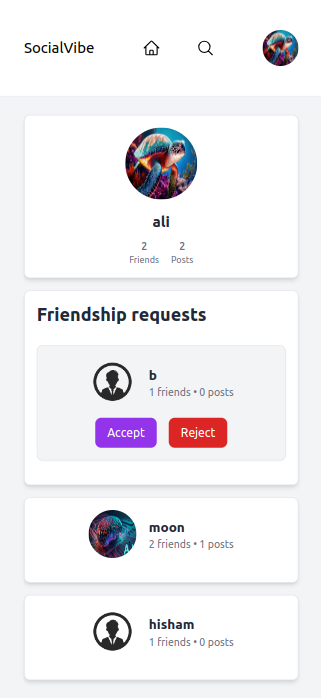 SocialVibe
ali
2 2
Friends Posts
Friendship requests
b
1 friends • 0 posts
Accept Reject
moon
2 friends • 1 posts
hisham
1 friends • 0 posts